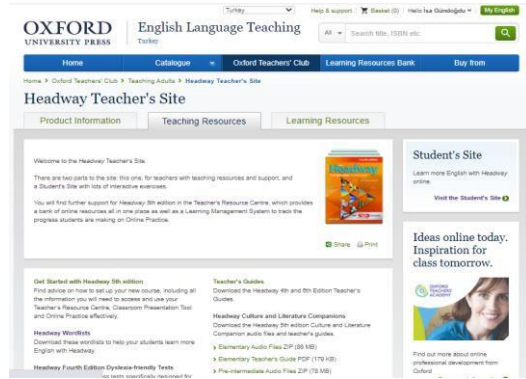 Turkey
Help & support
Basket (0)
Hello İsa Gündoğdu
My English
OXFORD
UNIVERSITY PRESS
English Language Teaching
Turkey
All
Search title, ISBN etc.
Home
Catalogue
Oxford Teachers' Club
Learning Resources Bank
Buy from
Home > Oxford Teachers' Club > Teaching Adults > Headway Teacher's Site
Headway Teacher's Site
Product Information
Teaching Resources
Learning Resources
Welcome to the Headway Teacher's Site.
There are two parts to the site: this one, for teachers with teaching resources and support, and
a Student's Site with lots of interactive exercises.
You will find further support for Headway 5th edition in the Teacher's Resource Centre, which provides
a bank of online resources all in one place as well as a Learning Management System to track the
progress students are making on Online Practice.
Headway
Share
Print
Student's Site
Learn more English with Headway
online.
Visit the Student's Site
Get Started with Headway 5th edition
Find advice on how to set up your new course, including all
the information you will need to access and use your
Teacher's Resource Centre, Classroom Presentation Tool
and Online Practice effectively.
Headway Wordlists
Download these wordlists to help your students learn more
English with Headway.
Headway Fourth Edition Dyslexia-friendly Tests
tests specifically designed for
Teacher's Guides
Download the Headway 4th and 5th Edition Teacher's
Guides.
Headway Culture and Literature Companions
Download the Headway 5th edition Culture and Literature
Companion audio files and teacher's guides.
Elementary Audio Files ZIP (86 MB)
Elementary Teacher's Guide PDF (179 KB)
Pre-intermediate Audio Files ZIP (78 MB)
Ideas online today.
Inspiration for
class tomorrow.
OXFORD
TEACHERS'
ACADEMY
Find out more about online
professional development from
Oxford